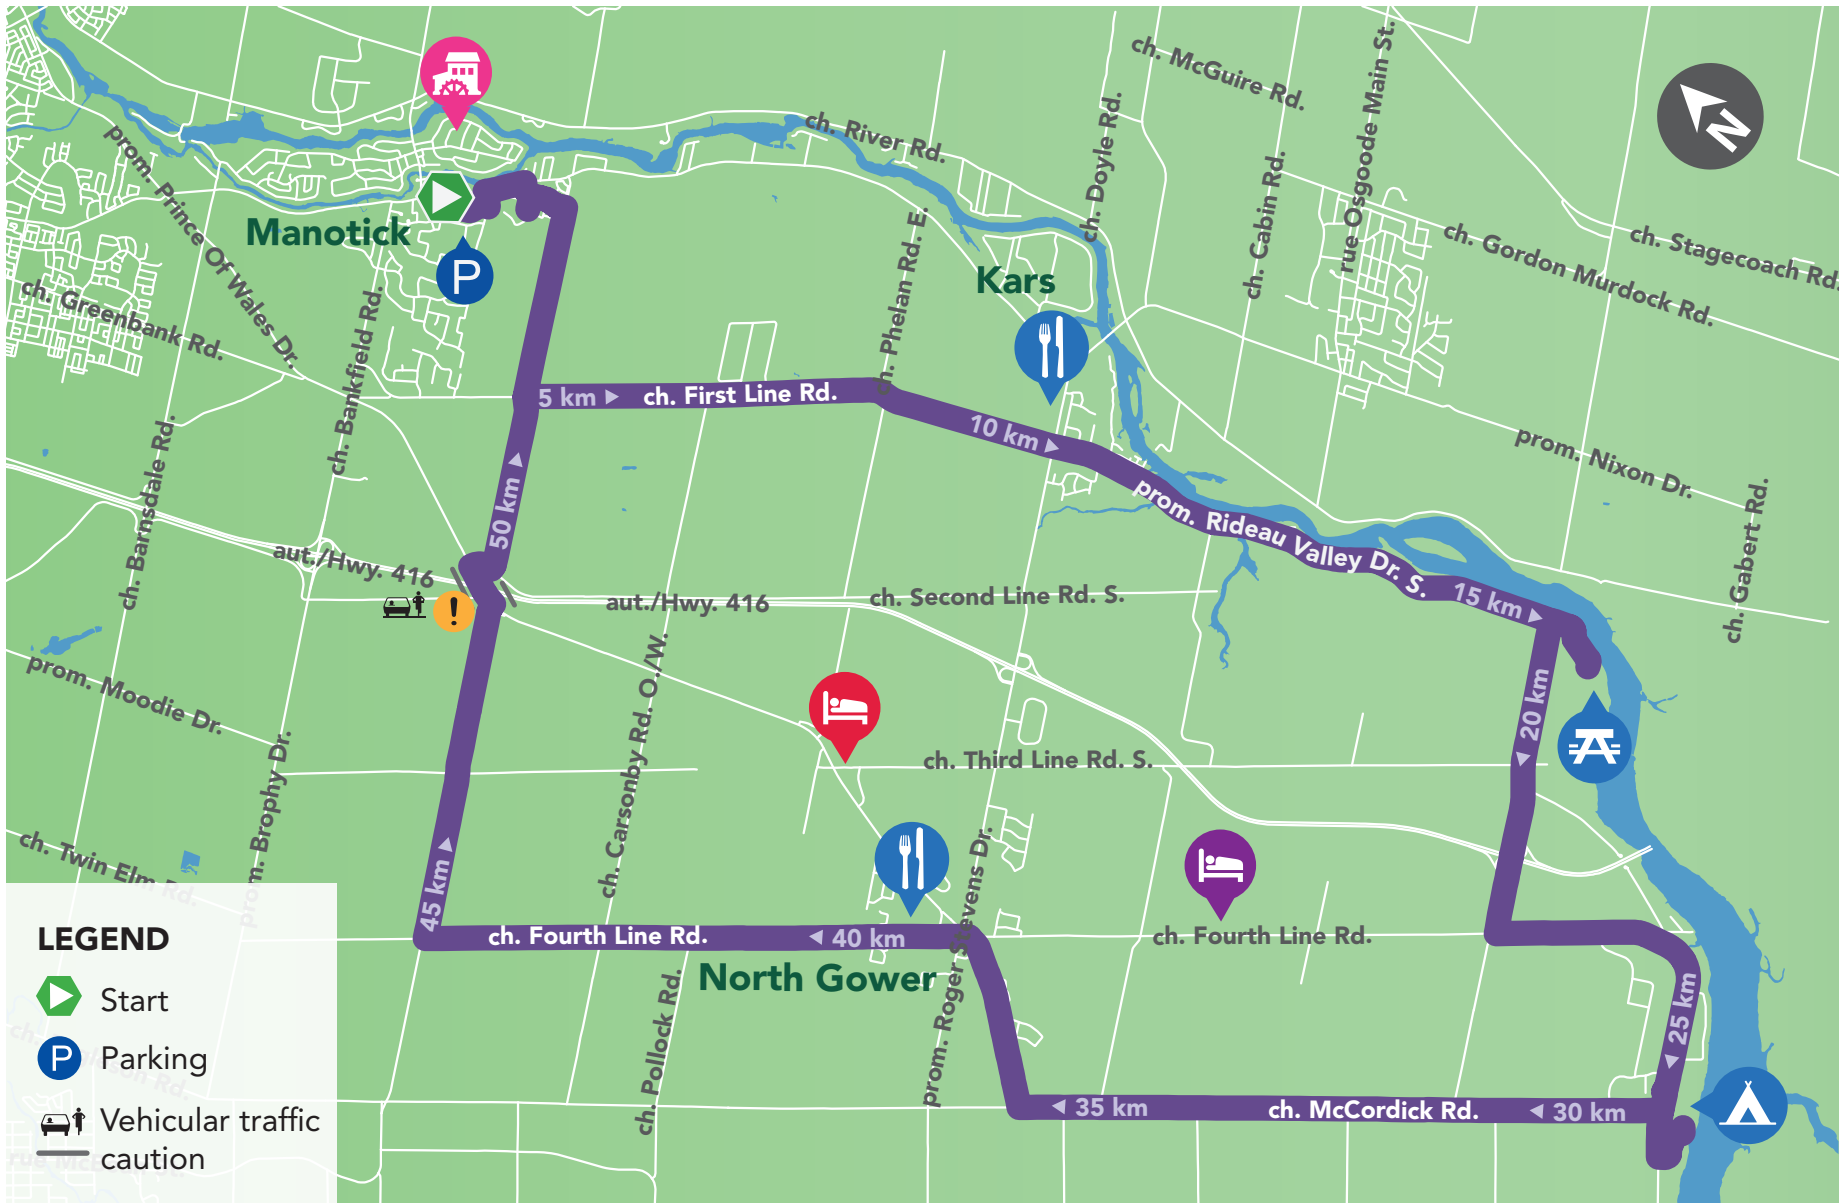 ch. McGuire Rd.
rue Osgoode Main St.
ch. River Rd.
ch. Doyle Rd.
N
prom. Prince Of Wales Dr.
Manotick
P
ch. Cabin Rd.
ch. Phelan Rd. E.
Kars
ch. Gordon Murdock Rd.
ch. Stagecoach Rd.
ch. Greenbank Rd.
ch. Bankfield Rd.
5 km
ch. First Line Rd.
10 km
prom. Nixon Dr.
ch. Barnsdale Rd.
50 km
prom. Rideau Valley Dr. S.
ch. Gabert Rd.
aut./Hwy. 416
!
aut./Hwy. 416
ch. Second Line Rd. S.
15 km
prom. Moodie Dr.
ch. Carsonby Rd. O./W.
20 km
ch. Third Line Rd. S.
prom. Brophy Dr.
ch. Twin Elm Rd.
45 km
ch. Fourth Line Rd.
40 km
prom. Roger Stevens Dr.
ch. Fourth Line Rd.
North Gower
25 km
ch. Pollock Rd.
35 km
ch. McCordick Rd.
30 km
LEGEND
Start
P Parking
Vehicular traffic
caution